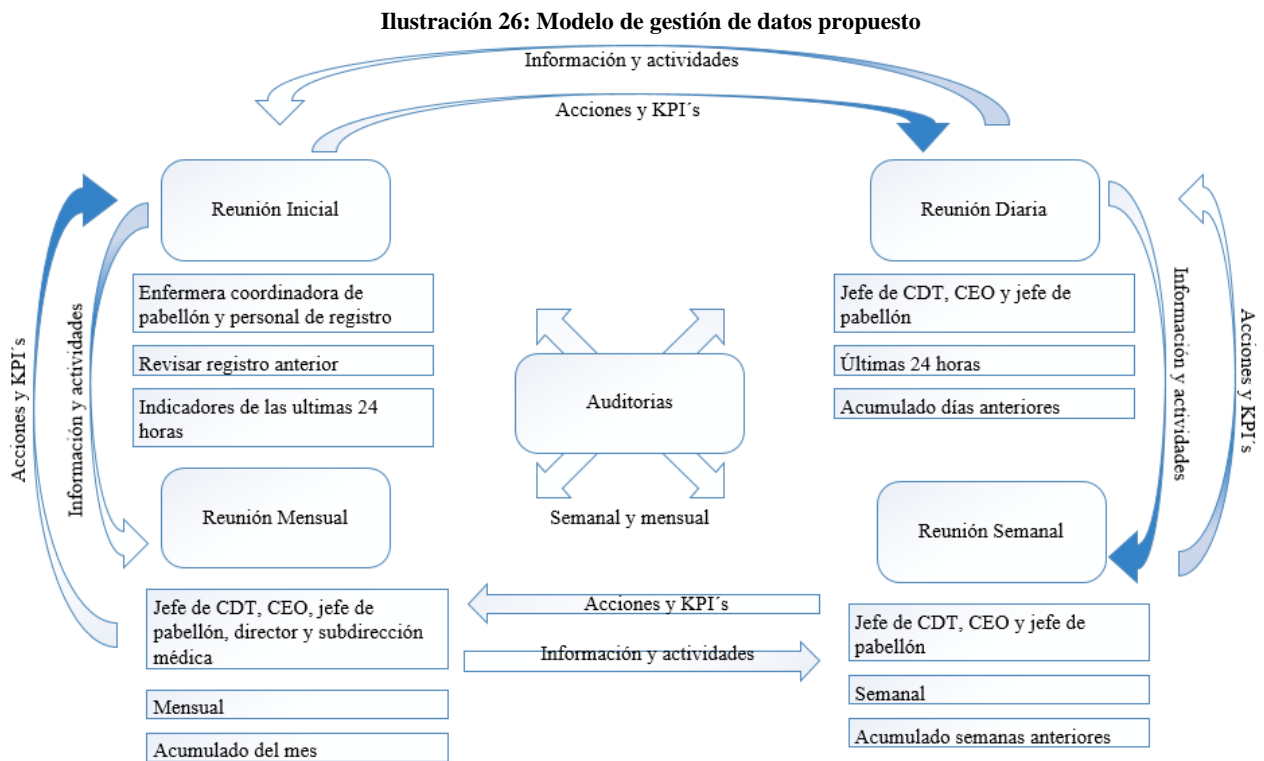 Ilustración 26: Modelo de gestión de datos propuesto
Información y actividades
Acciones y KPI´s
Reunión Inicial
Enfermera coordinadora de
pabellón y personal de registro
Revisar registro anterior
Indicadores de las ultimas 24
horas
Reunión Diaria
Jefe de CDT, CEO y jefe de
pabellón
Últimas 24 horas
Acumulado días anteriores
Acciones y KPI´s
Información y actividades
Auditorias
Semanal y mensual
Información y actividades
Acciones y KPI´s
Reunión Mensual
Jefe de CDT, CEO, jefe de
pabellón, director y subdirección
médica
Mensual
Acumulado del mes
Acciones y KPI´s
Información y actividades
Reunión Semanal
Jefe de CDT, CEO y jefe de
pabellón
Semanal
Acumulado semanas anteriores